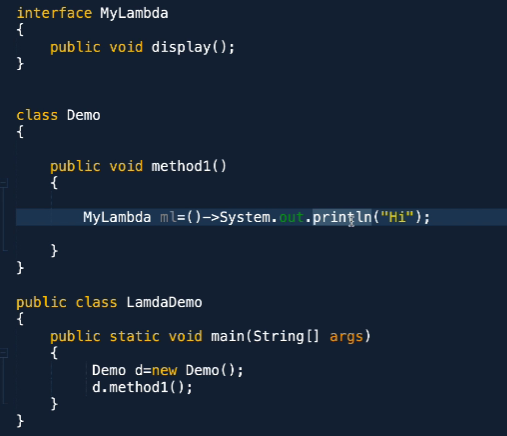 interface MyLambda
{
public void display();
}
class Demo
{
public void method1()
{
MyLambda ml=()->System.out.println("Hi");
}
}
public class LamdaDemo
{
public static void main(String[] args)
{
Demo d=new Demo();
d.method1();
}
}